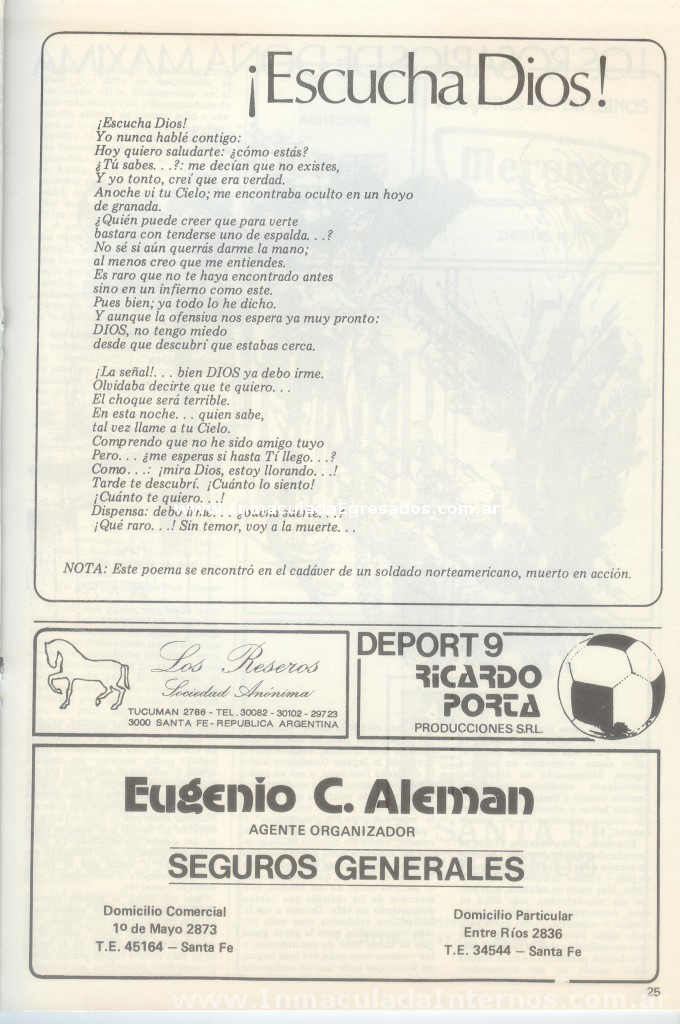 ¡Escucha Dios!
¡Escucha Dios!
Yo nunca hablé contigo:
Hoy quiero saludarte: ¿cómo estás?
¿Tú sabes. . .?: me decían que no existes,
Y yo tonto, creí que era verdad.
Anoche vi tu Cielo; me encontraba oculto en un hoyo
de granada.
¿Quién puede creer que para verte
bastara con tenderse uno de espalda. . .?
No sé si aún querrás darme la mano;
al menos creo que me entiendes.
Es raro que no te haya encontrado antes
sino en un infierno como este.
Pues bien; ya todo lo he dicho.
Y aunque la ofensiva nos espera ya muy pronto:
DIOS, no tengo miedo
desde que descubrí que estabas cerca.
¡La señal!. . . bien DIOS ya debo irme.
Olvidaba decirte que te quiero. . .
El choque será terrible.
En esta noche. . . quien sabe,
tal vez llame a tu Cielo.
Comprendo que no he sido amigo tuyo
Pero. . . ¿me esperas si hasta Tí llego. . .?
Como. . .: ¡mira Dios, estoy llorando. . .!
Tarde te descubrí. ¡Cuánto lo siento!
¡Cuánto te quiero. . .!
www.InmaculadaEgresados.com.ar
Dispensa: debo irme. . . ¿buena suerte. . .?
¡Qué raro. . .! Sin temor, voy a la muerte. . .
NOTA: Este poema se encontró en el cadáver de un soldado norteamericano, muerto en acción.
Los Reseros
Sociedad Anónima
TUCUMAN 2788 - TEL. 30082 - 30102 - 29723
3000 SANTA FE - REPUBLICA ARGENTINA
DEPORT 9
RICARDO
PORTA
PRODUCCIONES S.R.L.
Eugenio C. Aleman
AGENTE ORGANIZADOR
SEGUROS GENERALES
Domicilio Comercial
1º de Mayo 2873
T.E. 45164 — Santa Fe
Domicilio Particular
Entre Ríos 2836
T.E. 34544 — Santa Fe
25
www.InmaculadaInternos.com.ar